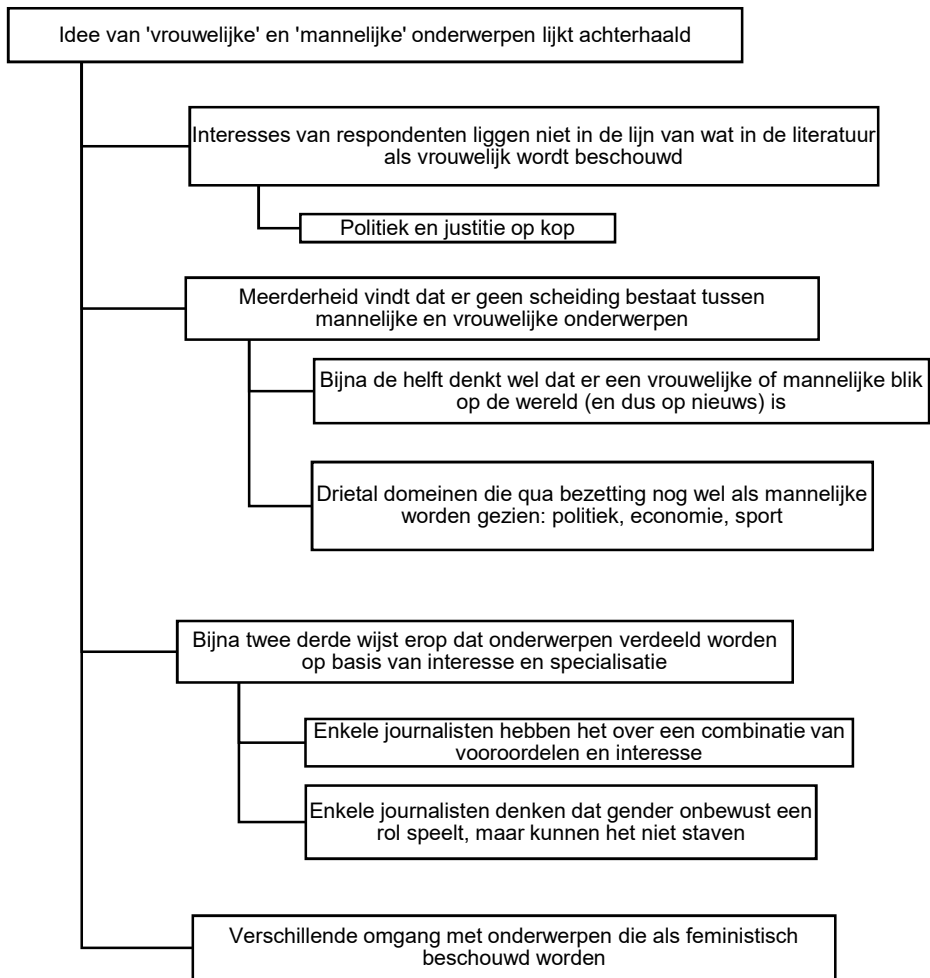 Idee van 'vrouwelijke' en 'mannelijke' onderwerpen lijkt achterhaald
Interesses van respondenten liggen niet in de lijn van wat in de literatuur
als vrouwelijk wordt beschouwd
Politiek en justitie op kop
Meerderheid vindt dat er geen scheiding bestaat tussen
mannelijke en vrouwelijke onderwerpen
Bijna de helft denkt wel dat er een vrouwelijke of mannelijke blik
op de wereld (en dus op nieuws) is
Drietal domeinen die qua bezetting nog wel als mannelijke
worden gezien: politiek, economie, sport
Bijna twee derde wijst erop dat onderwerpen verdeeld worden
op basis van interesse en specialisatie
Enkele journalisten hebben het over een combinatie van
vooroordelen en interesse
Enkele journalisten denken dat gender onbewust een
rol speelt, maar kunnen het niet staven
Verschillende omgang met onderwerpen die als feministisch
beschouwd worden